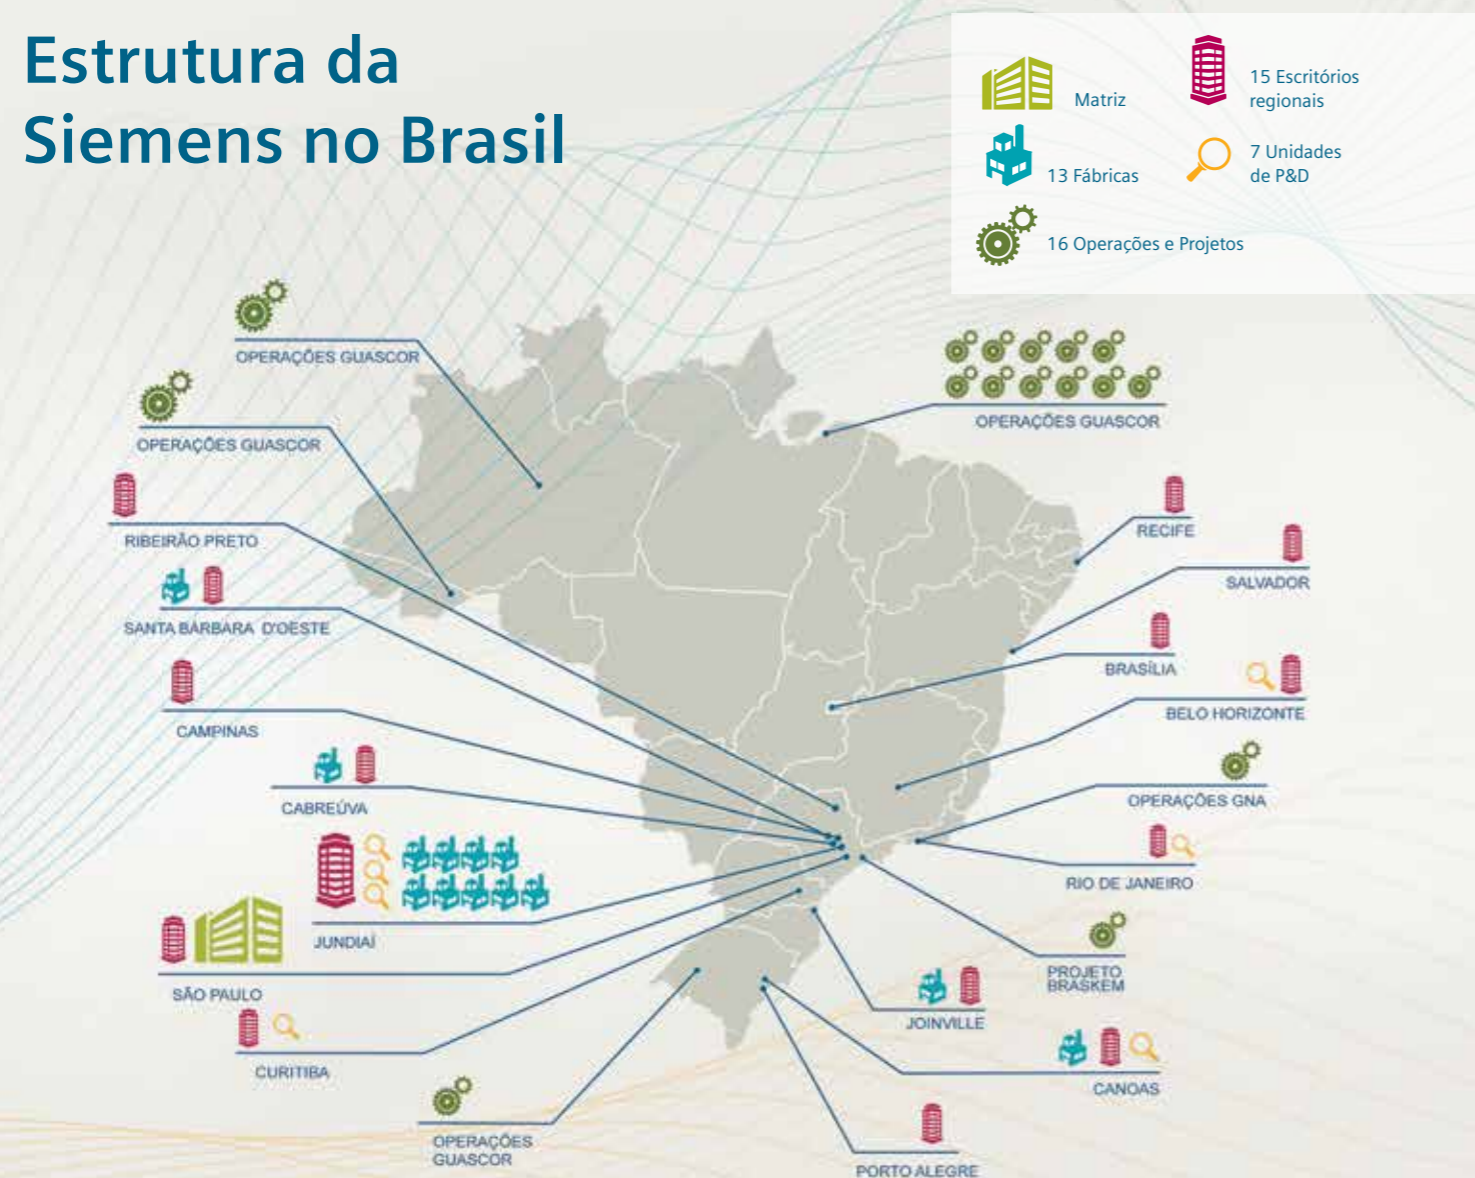 Estrutura da
Siemens no Brasil
Matriz
15 Escritórios
regionais
13 Fábricas
7 Unidades
de P&D
16 Operações e Projetos
OPERAÇÕES GUASCOR
OPERAÇÕES GUASCOR
RIBEIRÃO PRETO
SANTA BÁRBARA D'OESTE
CAMPINAS
CABREÚVA
JUNDIAÍ
SÃO PAULO
CURITIBA
OPERAÇÕES
GUASCOR
OPERAÇÕES GUASCOR
RECIFE
SALVADOR
BRASÍLIA
BELO HORIZONTE
OPERAÇÕES GNA
RIO DE JANEIRO
PROJETO
BRASKEM
JOINVILLE
CANOAS
PORTO ALEGRE